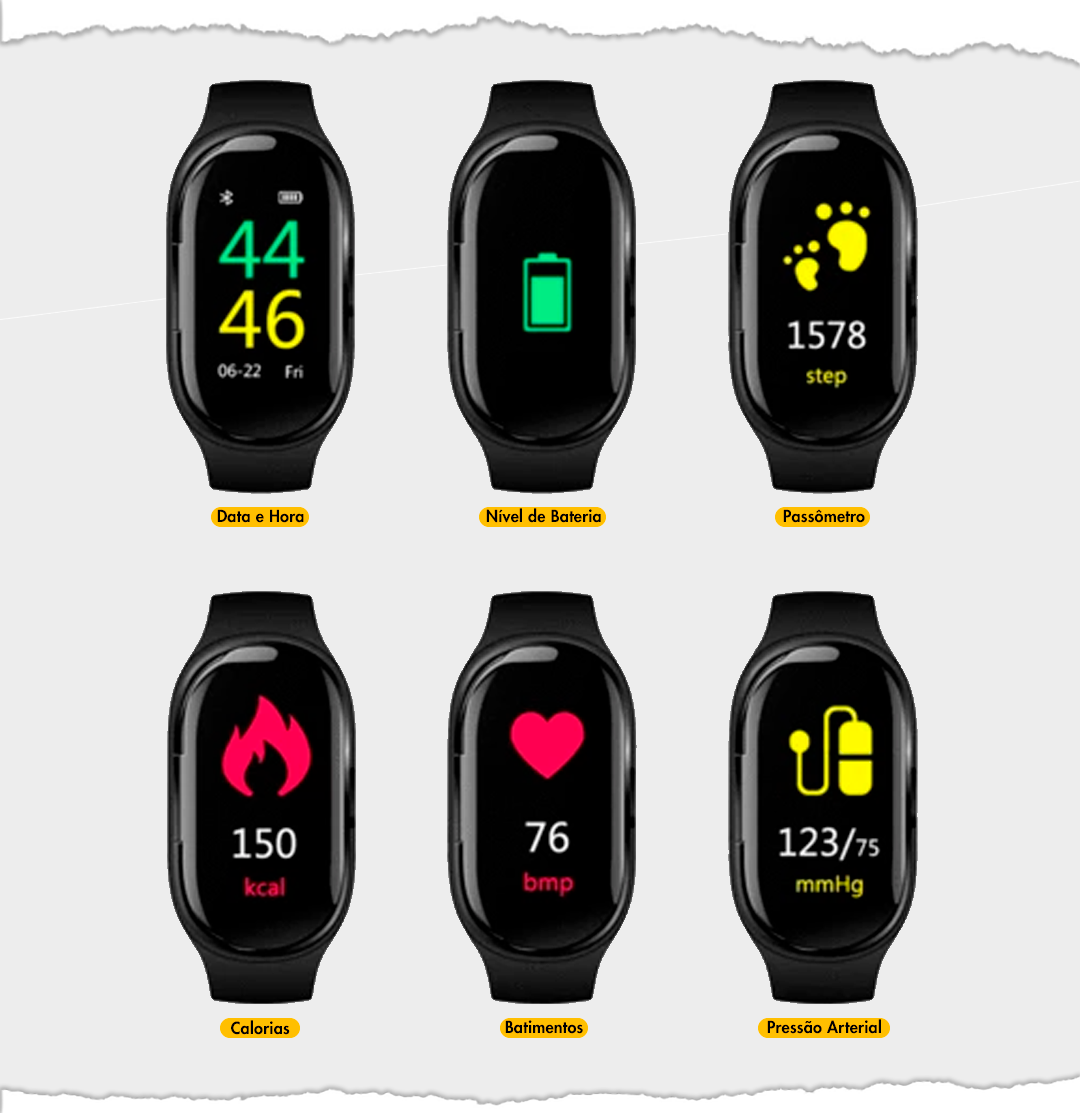 44
46
06-22 Fri
Data e Hora
Nível de Bateria
1578
step
Passômetro
150
kcal
Calorias
76
bmp
Batimentos
123/75
mmHg
Pressão Arterial